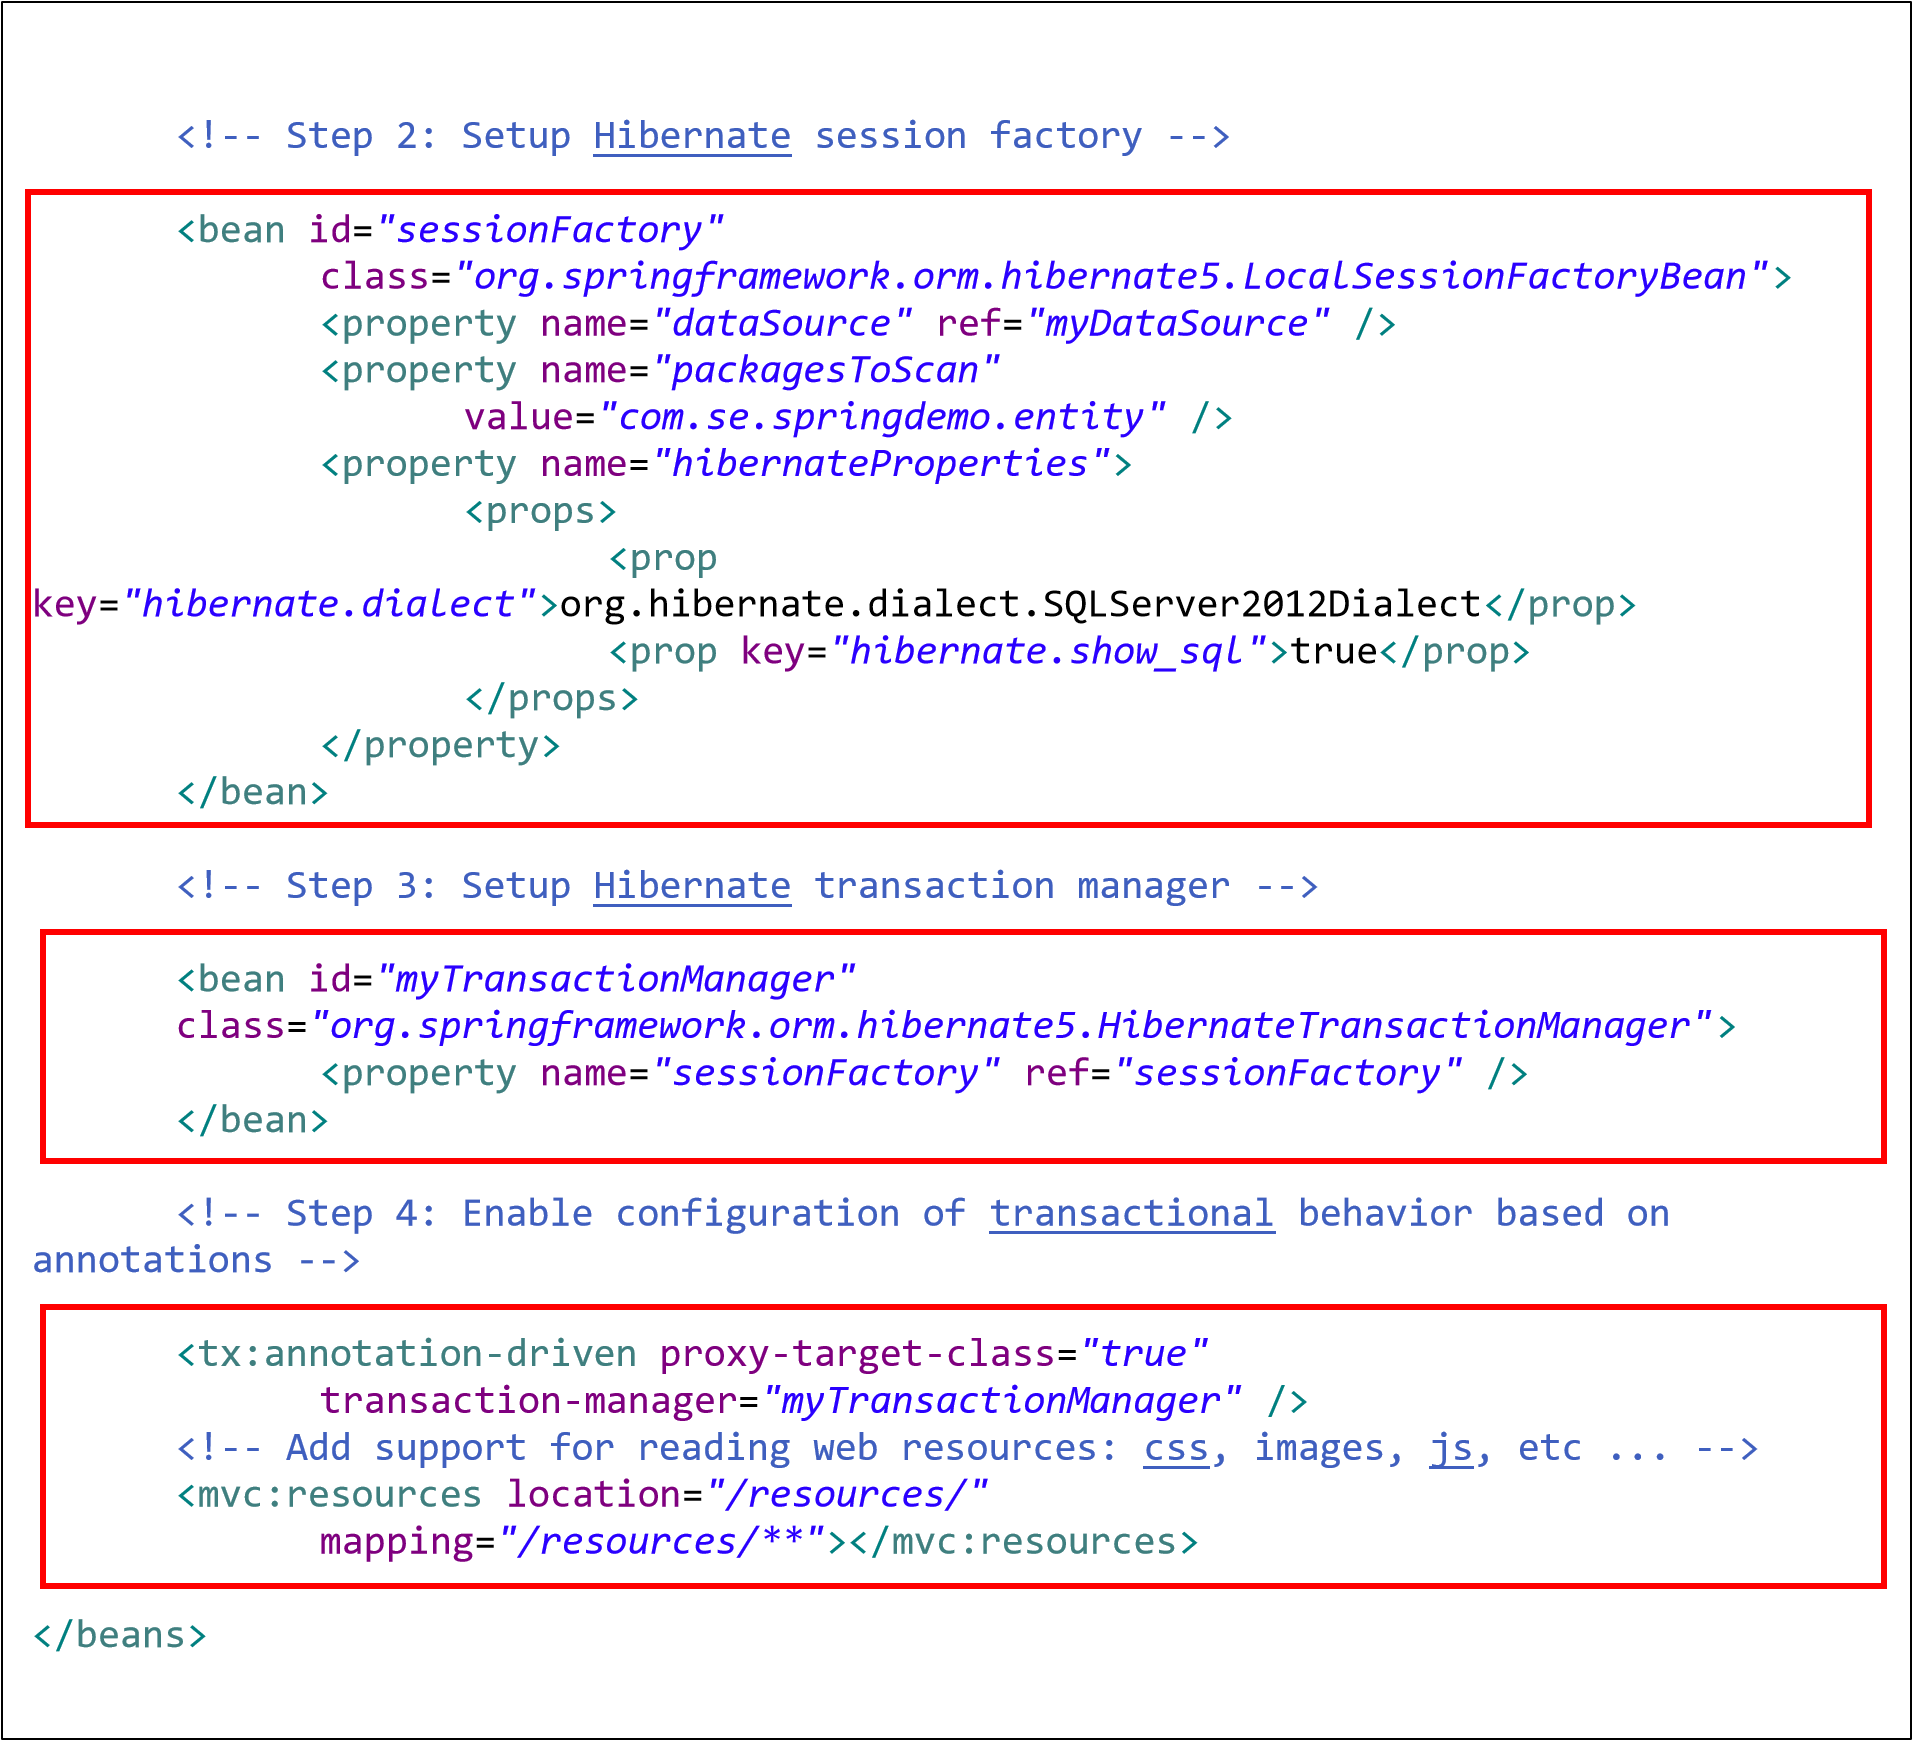 <!-- Step 2: Setup Hibernate session factory -->
<bean id="sessionFactory"
class="org.springframework.orm.hibernate5.LocalSessionFactoryBean">
<property name="dataSource" ref="myDataSource" />
<property name="packagesToScan"
value="com.se.springdemo.entity" />
<property name="hibernateProperties">
<props>
<prop
key="hibernate.dialect">org.hibernate.dialect.SQLServer2012Dialect</prop>
<prop key="hibernate.show_sql">true</prop>
</props>
</property>
</bean>
<!-- Step 3: Setup Hibernate transaction manager -->
<bean id="myTransactionManager"
class="org.springframework.orm.hibernate5.HibernateTransactionManager">
<property name="sessionFactory" ref="sessionFactory" />
</bean>
<!-- Step 4: Enable configuration of transactional behavior based on
annotations -->
<tx:annotation-driven proxy-target-class="true"
transaction-manager="myTransactionManager" />
<!-- Add support for reading web resources: css, images, js, etc ... -->
<mvc:resources location="/resources/"
mapping="/resources/**"></mvc:resources>
</beans>